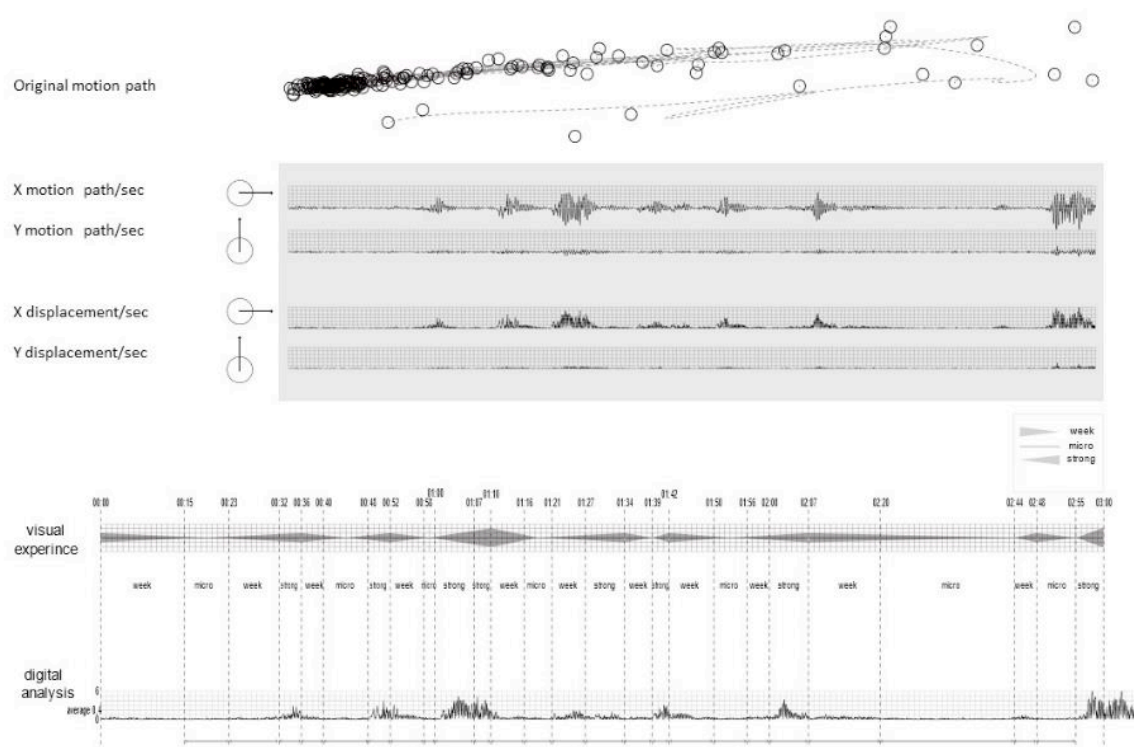 Original motion path
X motion path/sec
Y motion path/sec
X displacement/sec
Y displacement/sec
week
micro
strong
00:00 00:15 00:23 00:32 00:36 00:40 00:48 00:52 00:58 01:00 01:07 01:10 01:16 01:21 01:27 01:34 01:39 01:42 01:50 01:56 02:00 02:07 02:20 02:44 02:48 02:55 03:00
visual
experince
week micro week strong week micro strong week micro strong strong week micro week strong week strong week micro week strong week micro week micro strong
digital
analysis
6
average 0.4
0